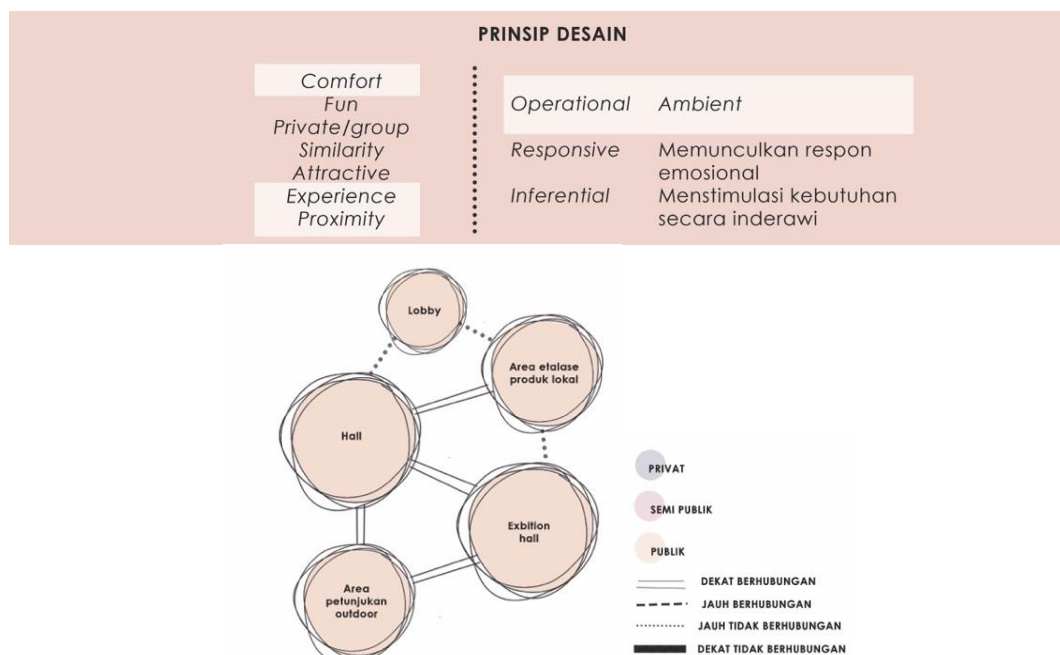 PRINSIP DESAIN
Comfort
Fun
Private/group
Similarity
Attractive
Experience
Proximity
Operational Ambient
Responsive Memunculkan respon
emosional
Inferential Menstimulasi kebutuhan
secara inderawi
Lobby
Area etalase
produk lokal
Hall
Exbition
hall
Area
petunjukan
outdoor
PRIVAT
SEMI PUBLIK
PUBLIK
DEKAT BERHUBUNGAN
JAUH BERHUBUNGAN
JAUH TIDAK BERHUBUNGAN
DEKAT TIDAK BERHUBUNGAN